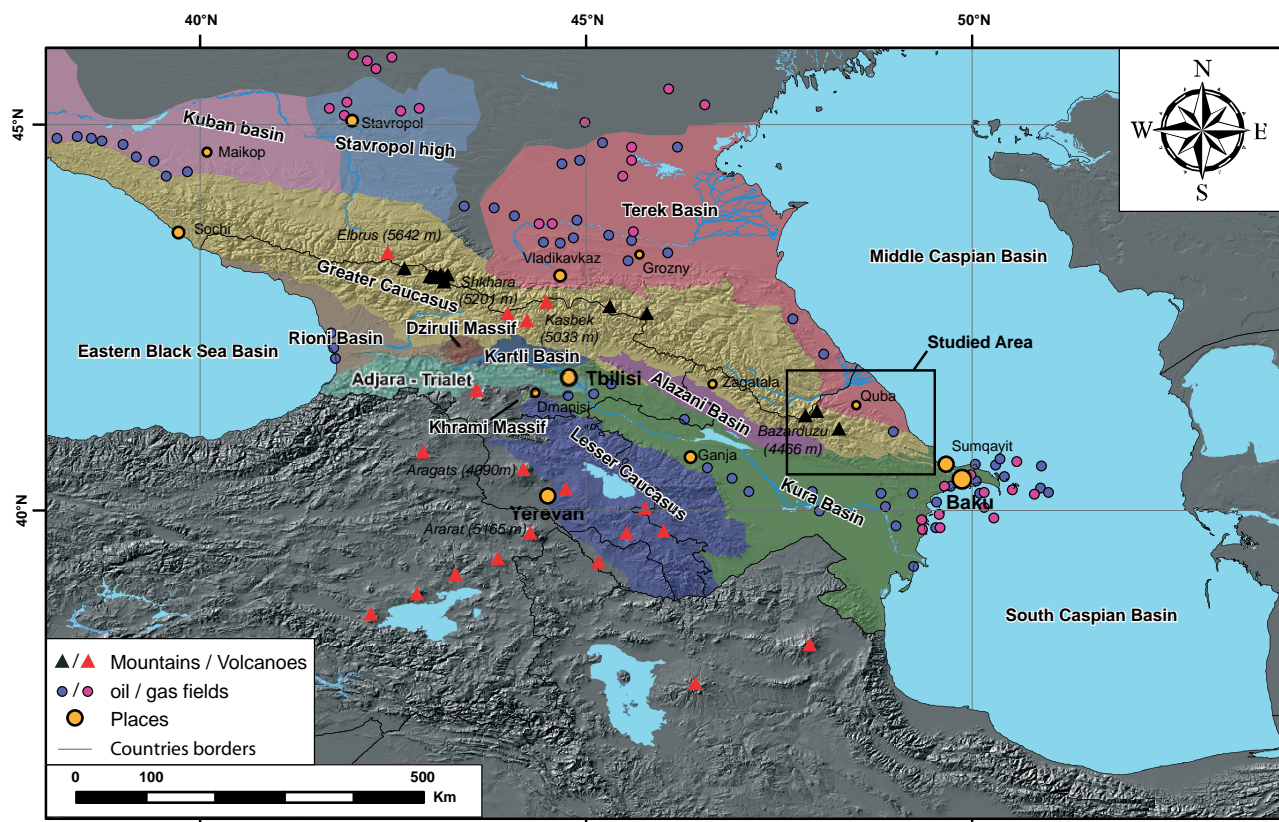 40°N
45°N
50°N
N
W
E
S
45°N
40°N
Kuban basin
Stavropol
Stavropol high
Maikop
Terek Basin
Sochi
Elbrus (5642 m)
Vladikavkaz
Grozny
Middle Caspian Basin
Greater Caucasus
Shkhara
(5201 m)
Kasbek
(5033 m)
Rioni Basin
Dziruli Massif
Eastern Black Sea Basin
Kartli Basin
Studied Area
Adjara - Trialet
Tbilisi
Alazani Basin
Zagatala
Quba
Dmanisi
Khrami Massif
Bazarduzu
(4466 m)
Lesser Caucasus
Sumqayit
Ganja
Aragats (4090m)
Kura Basin
Baku
Yerevan
Ararat (5165 m)
South Caspian Basin
/ Mountains / Volcanoes
/ oil / gas fields
Places
Countries borders
0 100 500
Km